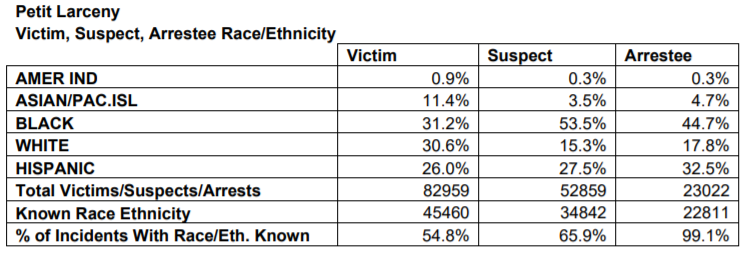 Petit Larceny
Victim, Suspect, Arrestee Race/Ethnicity
Victim Suspect Arrestee
AMER IND 0.9% 0.3% 0.3%
ASIAN/PAC.ISL 11.4% 3.5% 4.7%
BLACK 31.2% 53.5% 44.7%
WHITE 30.6% 15.3% 17.8%
HISPANIC 26.0% 27.5% 32.5%
Total Victims/Suspects/Arrests 82959 52859 23022
Known Race Ethnicity 45460 34842 22811
% of Incidents With Race/Eth. Known 54.8% 65.9% 99.1%